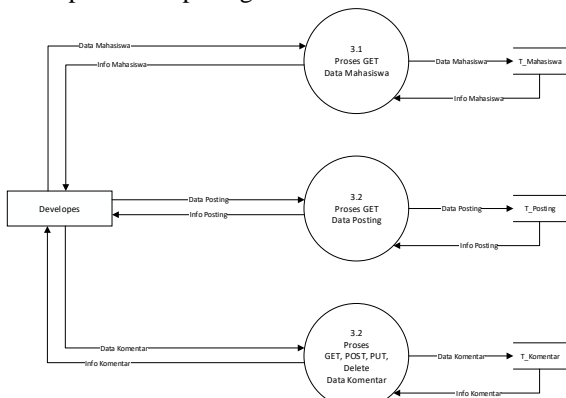 Data Mahasiswa
Info Mahasiswa
3.1
Proses GET
Data Mahasiswa
Data Mahasiswa
T_Mahasiswa
Info Mahasiswa
Developes
Data Posting
Info Posting
3.2
Proses GET
Data Posting
Data Posting
T_Posting
Info Posting
Data Komentar
Info Komentar
3.2
Proses
GET, POST, PUT,
Delete
Data Komentar
Data Komentar
T_Komentar
Info Komentar